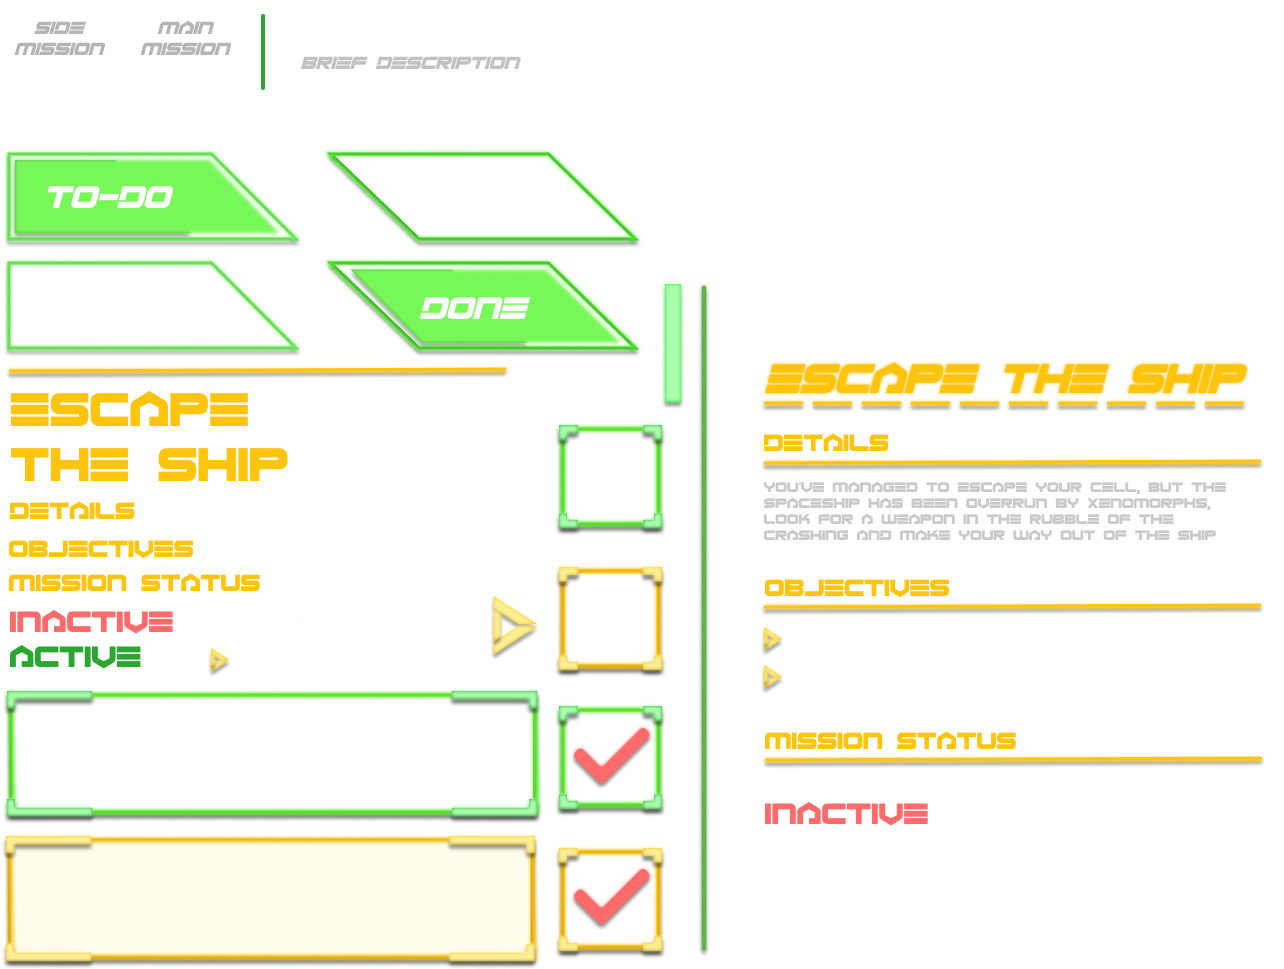 SIDE
MISSION
MAIN
MISSION
BRIEF DESCRIPTION
TO-DO
DONE
ESCAPE
THE SHIP
DETAILS
OBJECTIVES
MISSION STATUS
INACTIVE
ACTIVE
ESCAPE THE SHIP
DETAILS
YOU'VE MANAGED TO ESCAPE YOUR CELL, BUT THE
SPACESHIP HAS BEEN OVERRUN BY XENOMORPHS,
LOOK FOR A WEAPON IN THE RUBBLE OF THE
CRASHING AND MAKE YOUR WAY OUT OF THE SHIP
OBJECTIVES
MISSION STATUS
INACTIVE